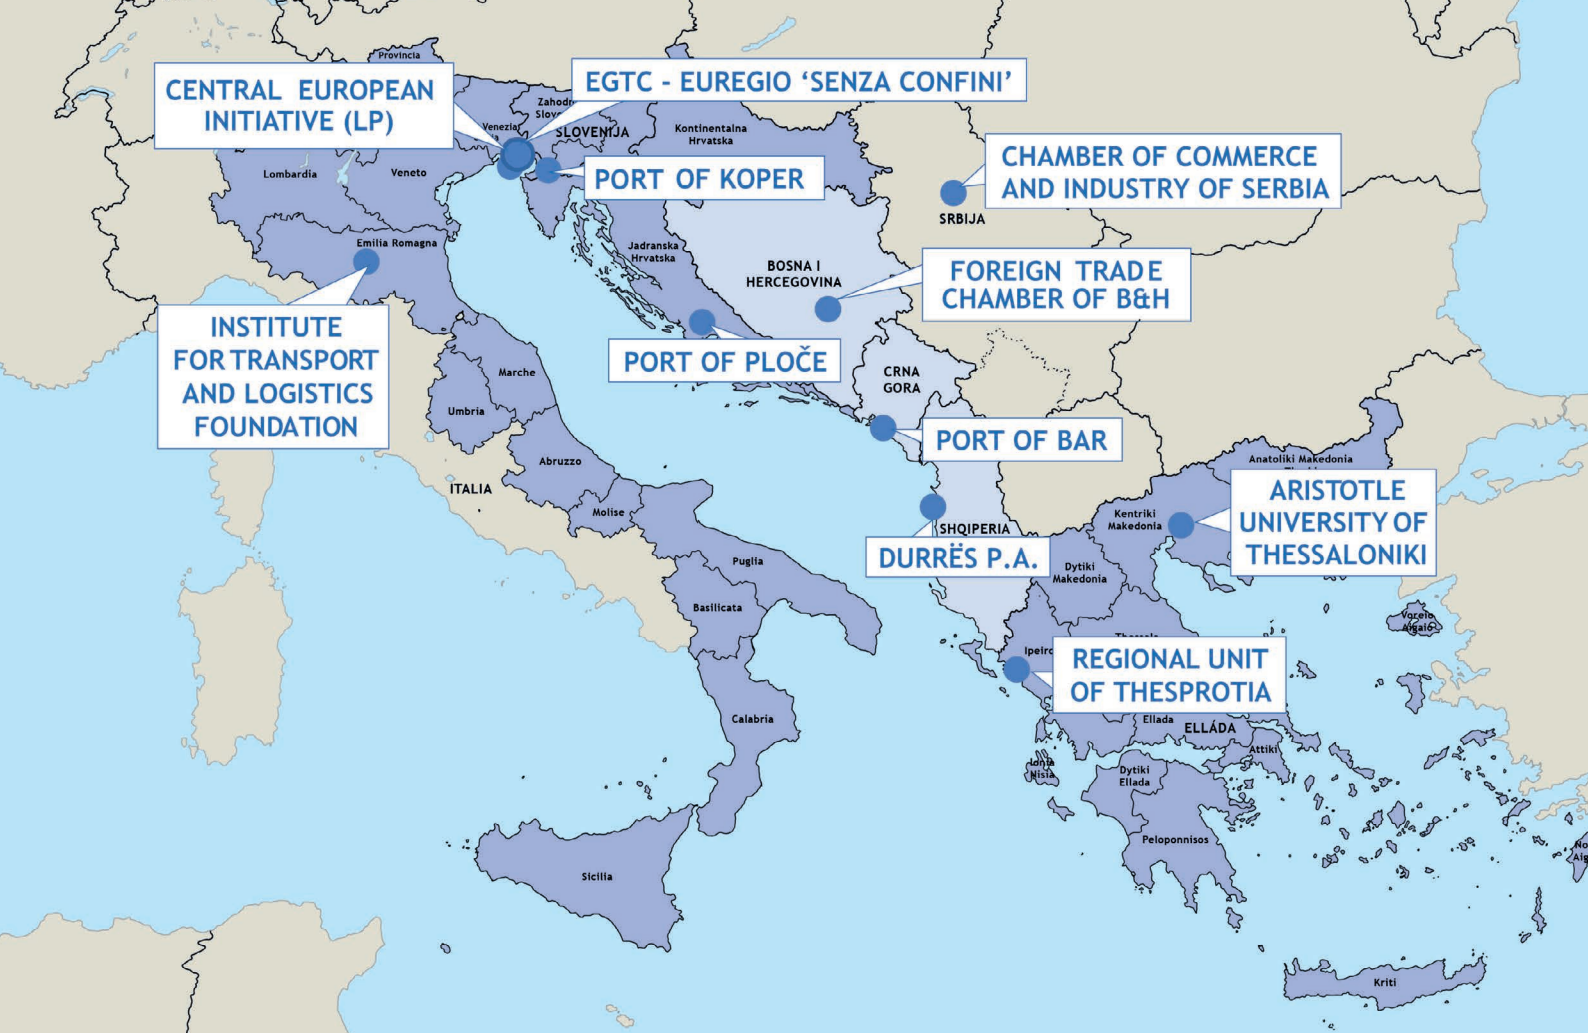 Provincia
CENTRAL EUROPEAN
INITIATIVE (LP)
EGTC - EUREGIO ‘SENZA CONFINI’
Venezia
SLOVENIJA
Kontinentalna
Hrvatska
Lombardia
Veneto
PORT OF KOPER
CHAMBER OF COMMERCE
AND INDUSTRY OF SERBIA
SRBIJA
Emilia Romagna
Jadranska
Hrvatska
BOSNA I
HERCEGOVINA
FOREIGN TRADE
CHAMBER OF B&H
INSTITUTE
FOR TRANSPORT
AND LOGISTICS
FOUNDATION
PORT OF PLOČE
Marche
CRNA
GORA
Umbria
PORT OF BAR
Abruzzo
ITALIA
Molise
Anatoliki Makedonia
ARISTOTLE
UNIVERSITY OF
THESSALONIKI
Kentriki
Makedonia
SHQIPERIA
DURRËS P.A.
Puglia
Dytiki
Makedonia
Basilicata
Voreio
Aigaio
REGIONAL UNIT
OF THESPROTIA
Calabria
Ellada
ELLÁDA
Attiki
Ionia
Nisia
Dytiki
Ellada
Peloponnisos
Sicilia
Kriti